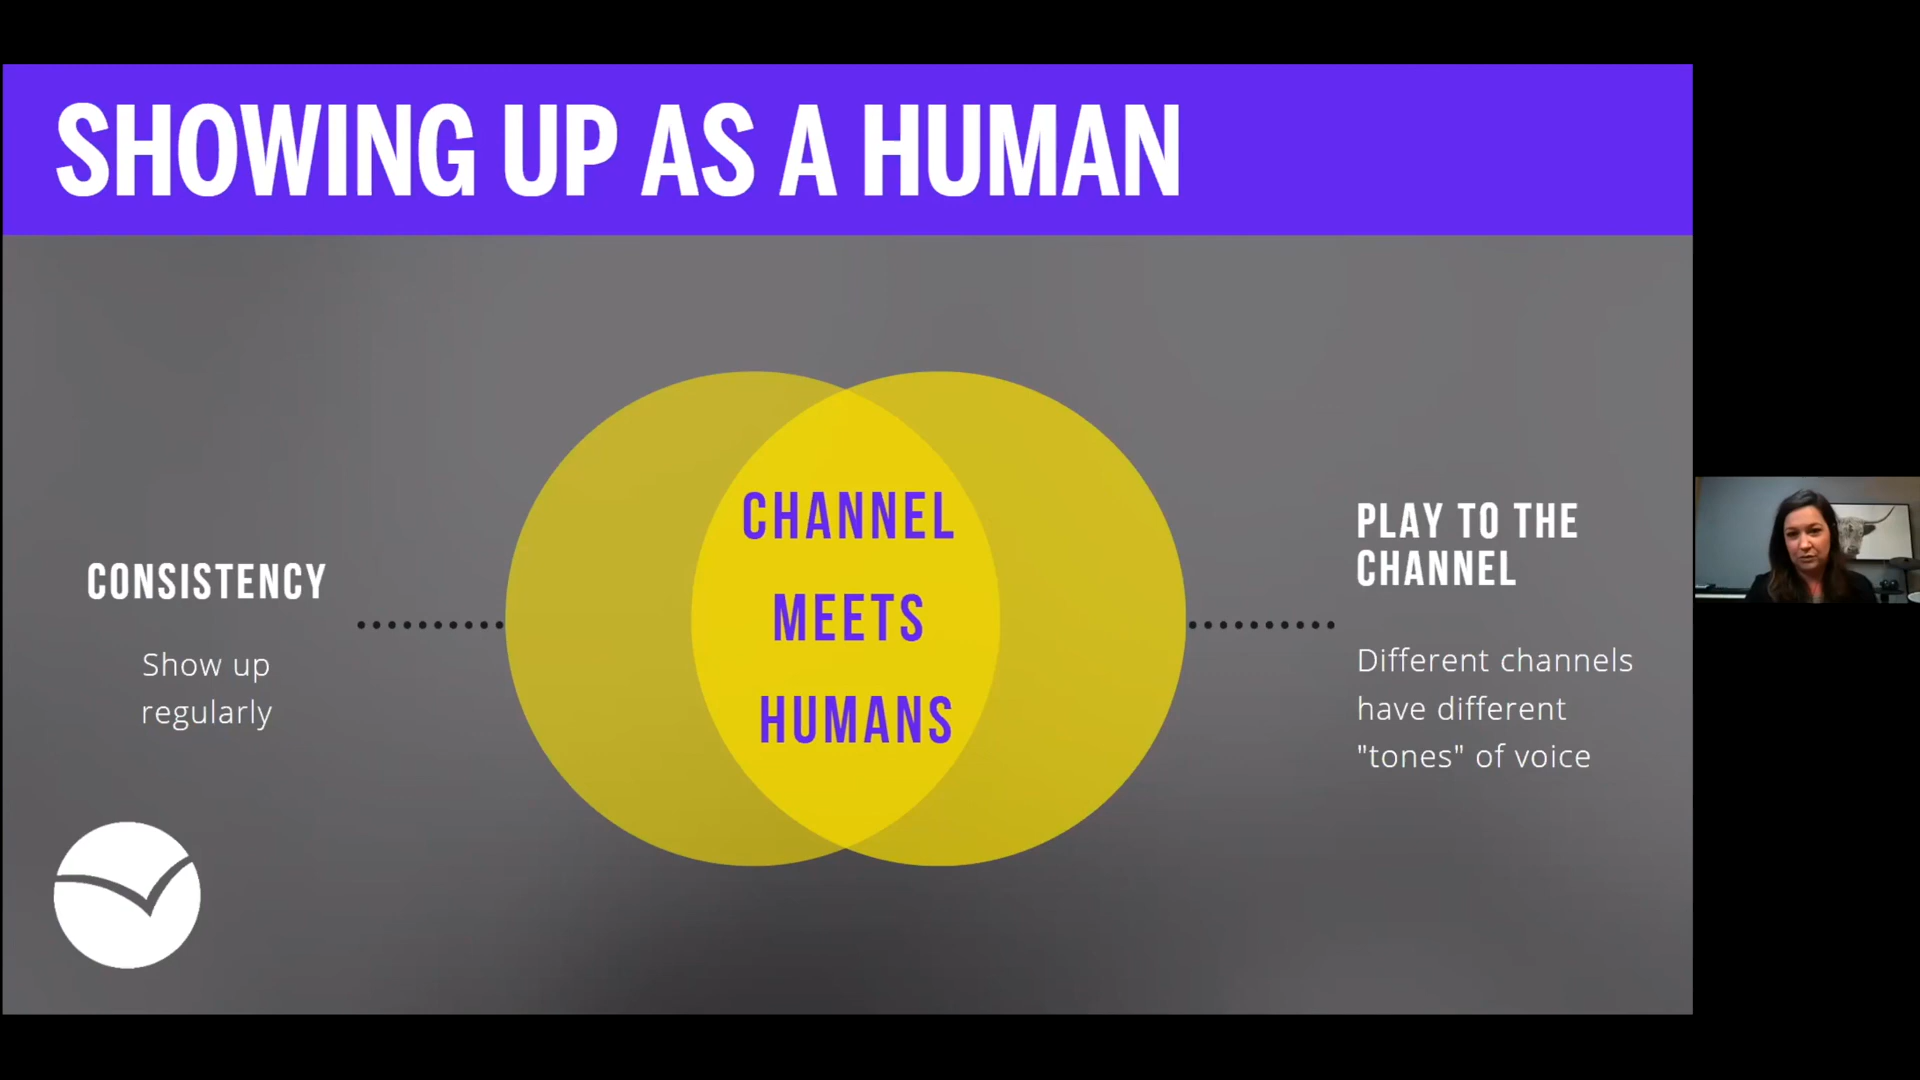 SHOWING UP AS A HUMAN
CONSISTENCY
Show up
regularly
CHANNEL
MEETS
HUMANS
PLAY TO THE
CHANNEL
Different channels
have different
"tones" of voice